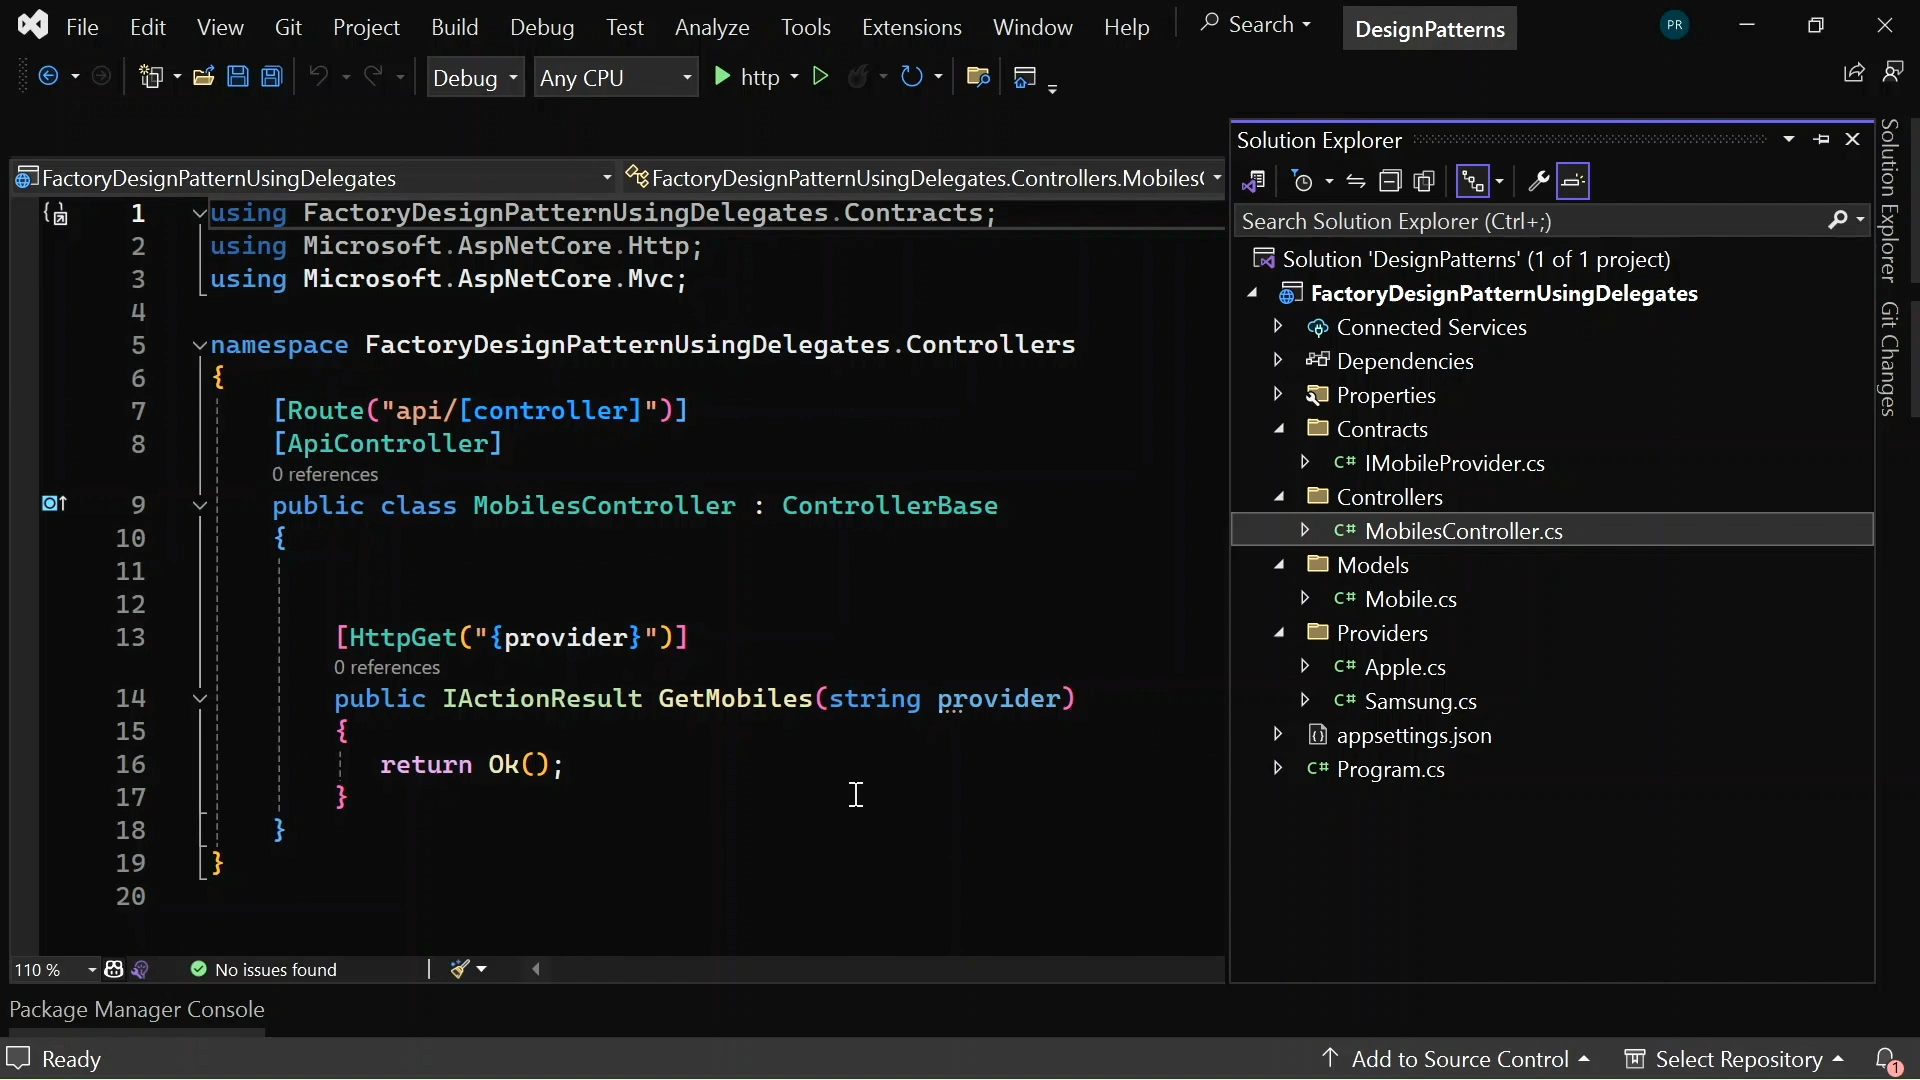 File Edit View Git Project Build Debug Test Analyze Tools Extensions Window Help Search DesignPatterns PR
Debug Any CPU http
Solution Explorer
FactoryDesignPatternUsingDelegates FactoryDesignPatternUsingDelegates.Controllers.Mobiles(
Search Solution Explorer (Ctrl+;)
1 using FactoryDesignPatternUsingDelegates.Contracts;
2 using Microsoft.AspNetCore.Http;
3 using Microsoft.AspNetCore.Mvc;
4
5 namespace FactoryDesignPatternUsingDelegates.Controllers
6 {
7 [Route("api/[controller]")]
8 [ApiController]
0 references
9 public class MobilesController : ControllerBase
10 {
11
12
13 [HttpGet("{provider}")]
0 references
14 public IActionResult GetMobiles(string provider)
15 {
16 return Ok();
17 }
18 }
19 }
20
Solution 'DesignPatterns' (1 of 1 project)
FactoryDesignPatternUsingDelegates
Connected Services
Dependencies
Properties
Contracts
C# IMobileProvider.cs
Controllers
C# MobilesController.cs
Models
C# Mobile.cs
Providers
C# Apple.cs
C# Samsung.cs
appsettings.json
C# Program.cs
Solution Explorer
Git Changes
110 % No issues found
Package Manager Console
Ready Add to Source Control Select Repository 1